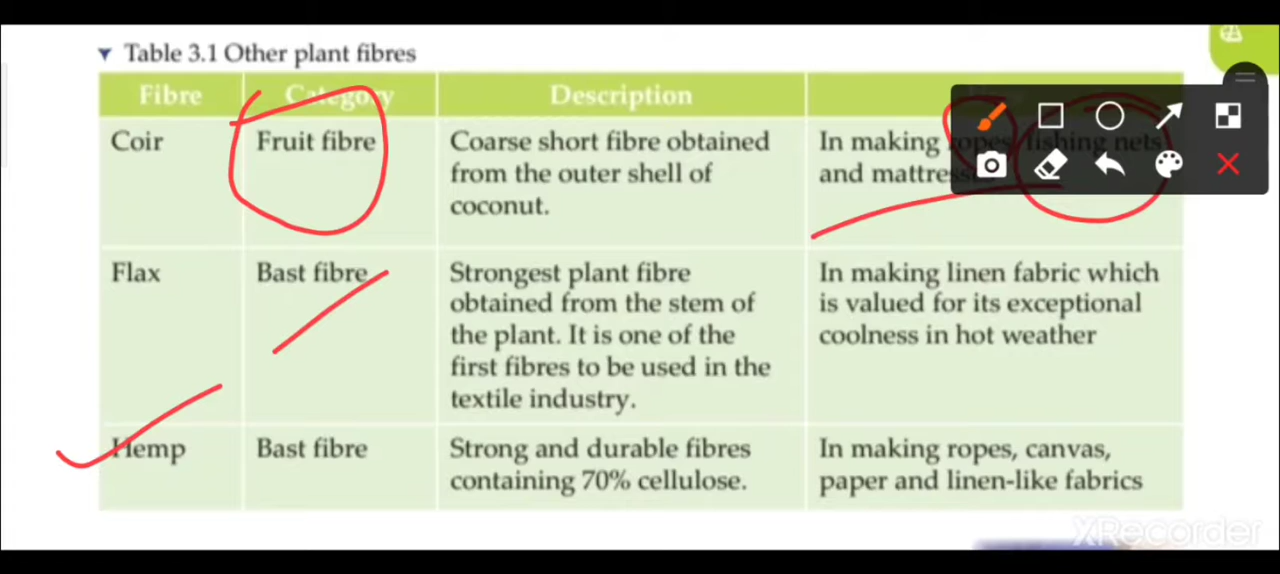 ▼ Table 3.1 Other plant fibres
Fibre Category Description
Coir Fruit fibre Coarse short fibre obtained In making ropes, fishing nets
from the outer shell of and mattresses
coconut.
Flax Bast fibre Strongest plant fibre In making linen fabric which
obtained from the stem of is valued for its exceptional
the plant. It is one of the coolness in hot weather
first fibres to be used in the
textile industry.
Hemp Bast fibre Strong and durable fibres In making ropes, canvas,
containing 70% cellulose. paper and linen-like fabrics
XRecorder